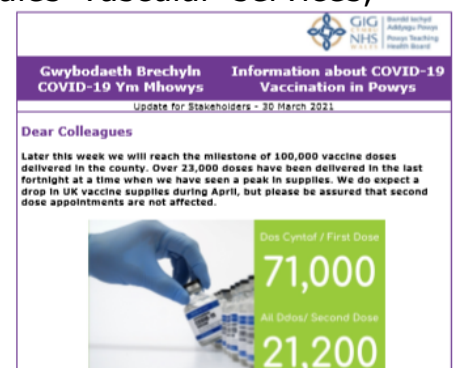 Vascular Services,
GIG
CYMRU
NHS
WALES
Bwrdd Iechyd
Addysgu Powys
Powys Teaching
Health Board
Gwybodaeth Brechyln
COVID-19 Ym Mhowys
Information about COVID-19
Vaccination in Powys
Update for Stakeholders - 30 March 2021
Dear Colleagues
Later this week we will reach the milestone of 100,000 vaccine doses
delivered in the county. Over 23,000 doses have been delivered in the last
fortnight at a time when we have seen a peak in supplies. We do expect a
drop in UK vaccine supplies during April, but please be assured that second
dose appointments are not affected.
Dos Cyntaf / First Dose
71,000
Ail Ddos/ Second Dose
21,200